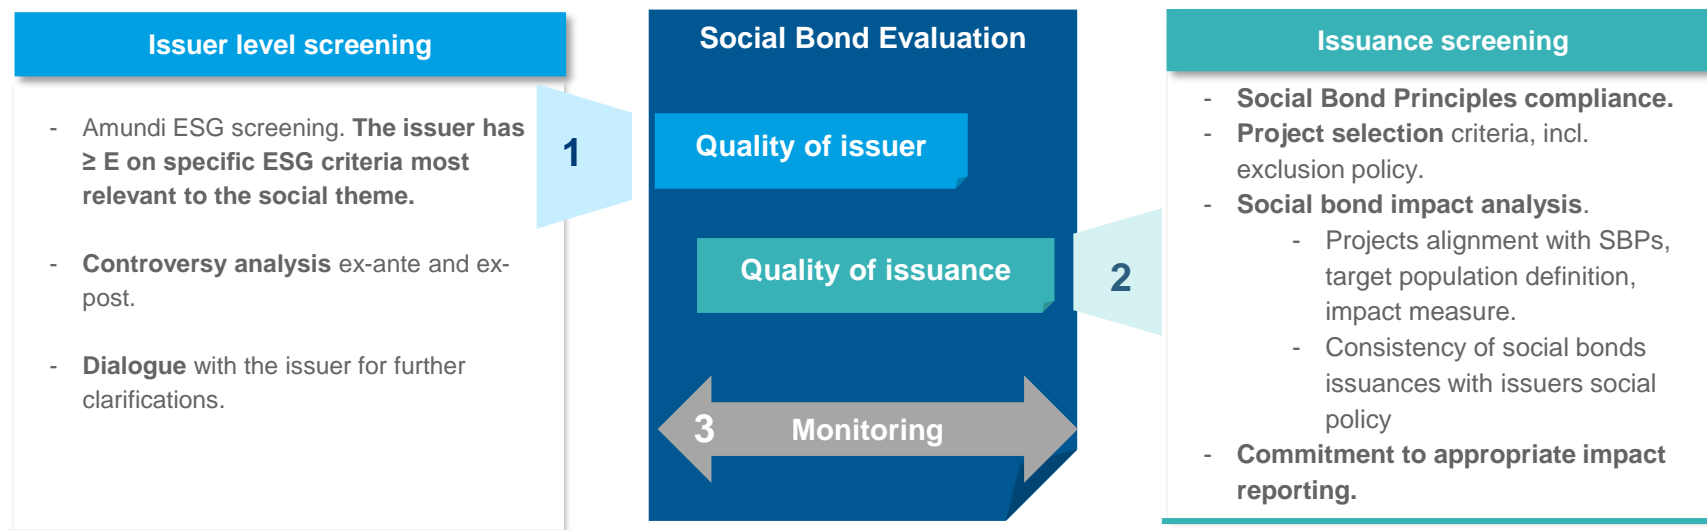 Issuer level screening
- Amundi ESG screening. The issuer has
≥ E on specific ESG criteria most
relevant to the social theme.
- Controversy analysis ex-ante and ex-
post.
- Dialogue with the issuer for further
clarifications.
1
Social Bond Evaluation
Quality of issuer
Quality of issuance
3 Monitoring
2
Issuance screening
- Social Bond Principles compliance.
- Project selection criteria, incl.
exclusion policy.
- Social bond impact analysis.
- Projects alignment with SBPs,
target population definition,
impact measure.
- Consistency of social bonds
issuances with issuers social
policy
- Commitment to appropriate impact
reporting.